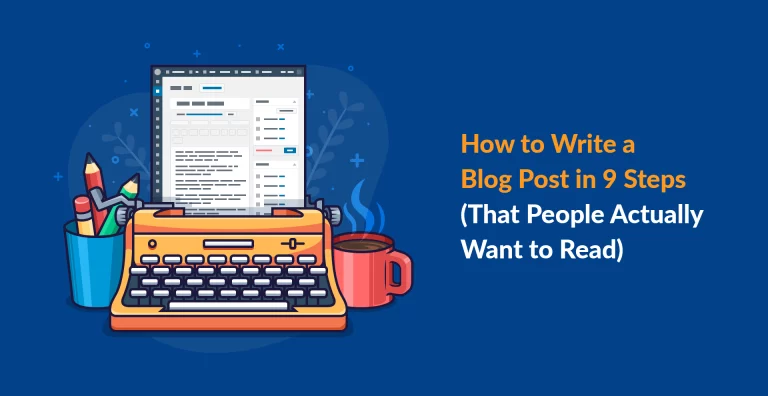 How to Write a
Blog Post in 9 Steps
(That People Actually
Want to Read)